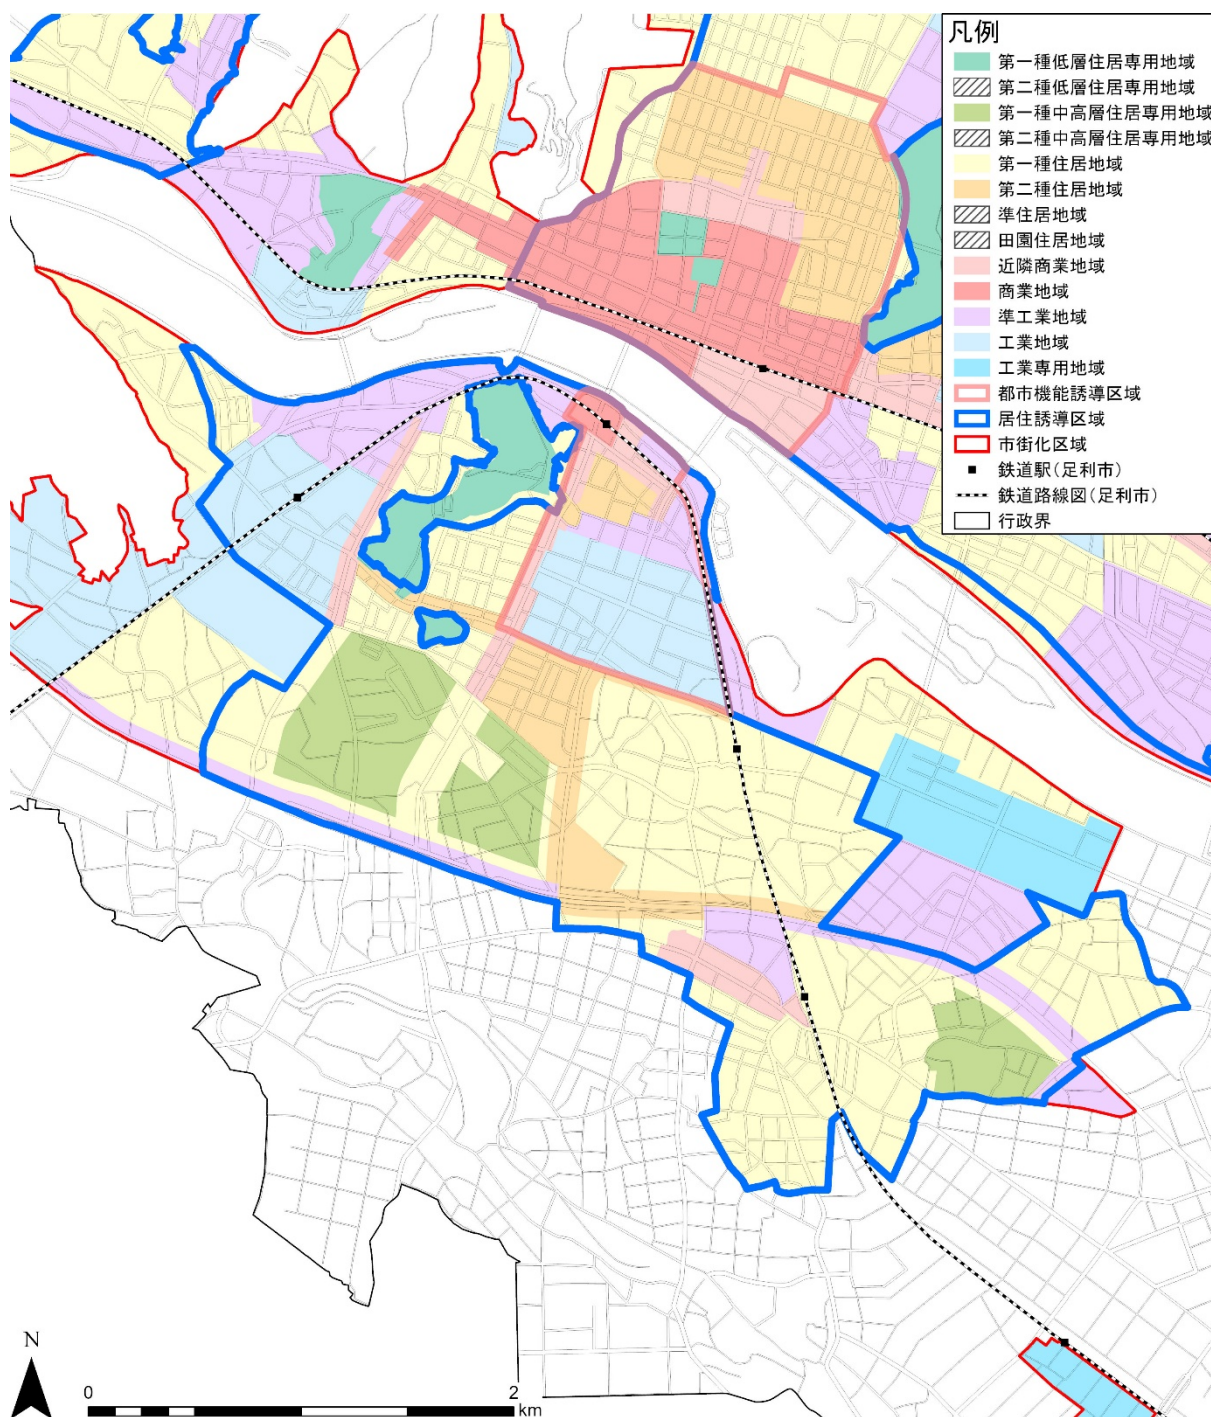 凡例
第一種低層住居専用地域
第二種低層住居専用地域
第一種中高層住居専用地域
第二種中高層住居専用地域
第一種住居地域
第二種住居地域
準住居地域
田園住居地域
近隣商業地域
商業地域
準工業地域
工業地域
工業専用地域
都市機能誘導区域
居住誘導区域
市街化区域
鉄道駅(足利市)
鉄道路線図(足利市)
行政界
N
0 2
km